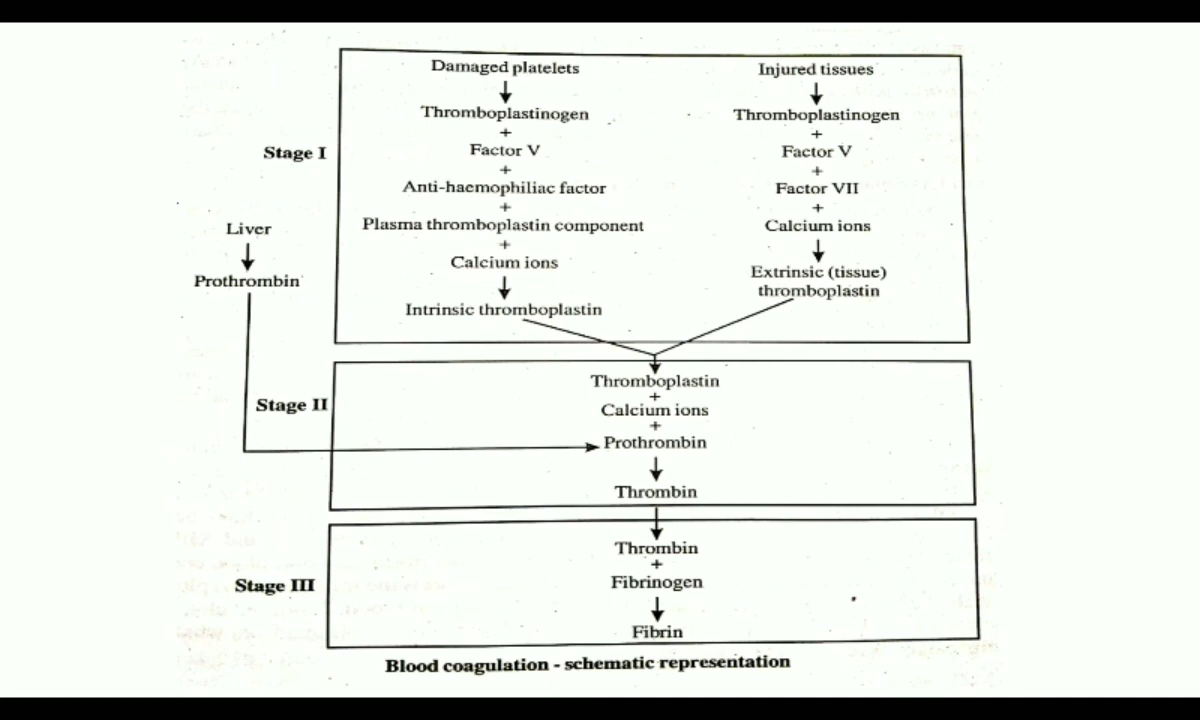 Stage I
Damaged platelets
Thromboplastinogen
+
Factor V
+
Anti-haemophiliac factor
+
Plasma thromboplastin component
+
Calcium ions
Intrinsic thromboplastin
Injured tissues
Thromboplastinogen
+
Factor V
+
Factor VII
+
Calcium ions
Extrinsic (tissue)
thromboplastin
Liver
Prothrombin
Stage II
Thromboplastin
+
Calcium ions
+
Prothrombin
Thrombin
Stage III
Thrombin
+
Fibrinogen
Fibrin
Blood coagulation - schematic representation